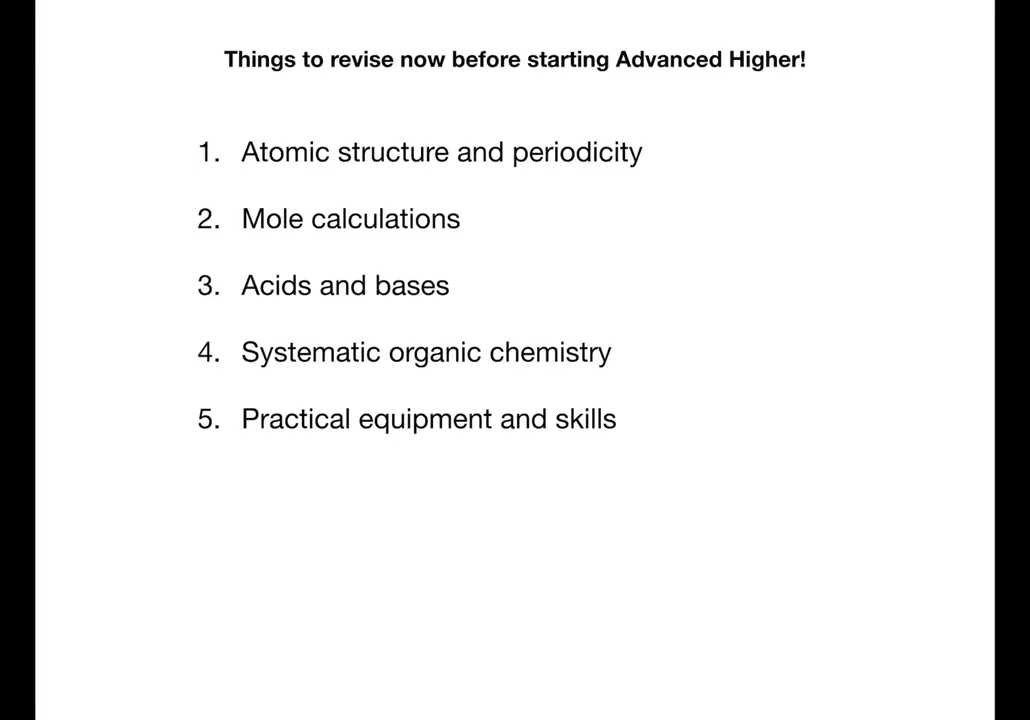 Things to revise now before starting Advanced Higher!
1. Atomic structure and periodicity
2. Mole calculations
3. Acids and bases
4. Systematic organic chemistry
5. Practical equipment and skills